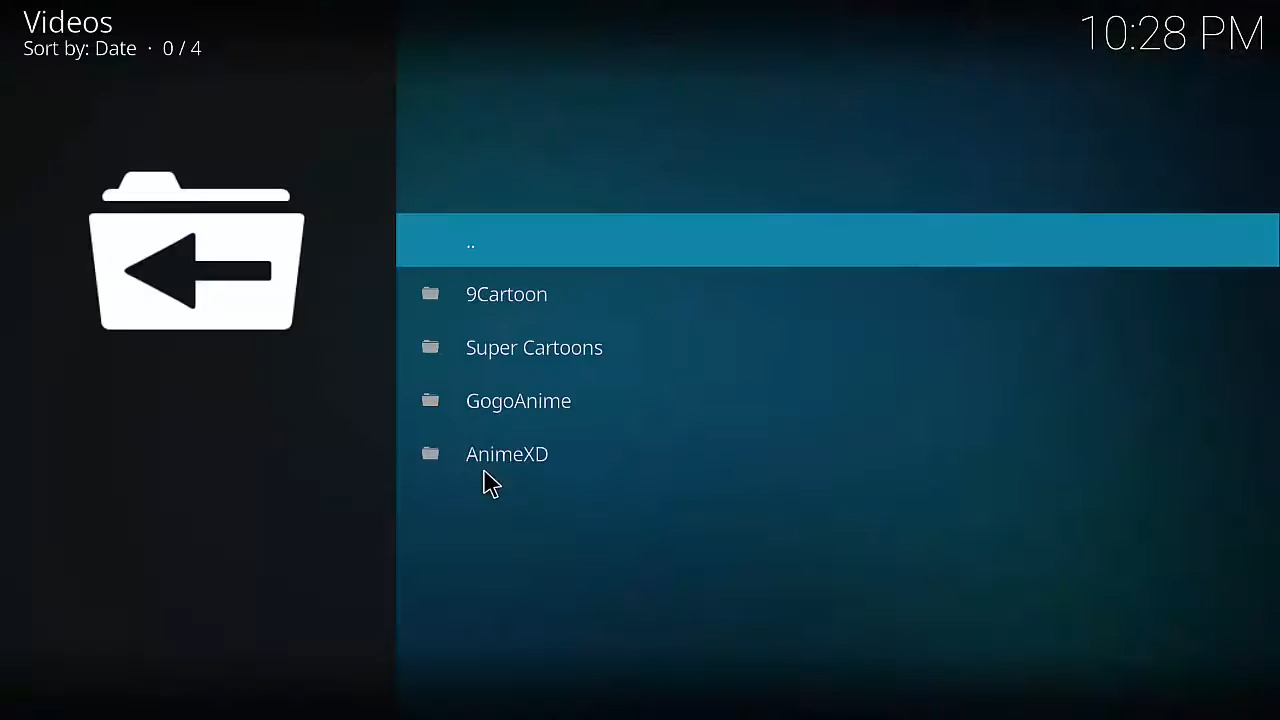 Videos
Sort by: Date · 0 / 4
10:28 PM
..
9Cartoon
Super Cartoons
GogoAnime
AnimeXD